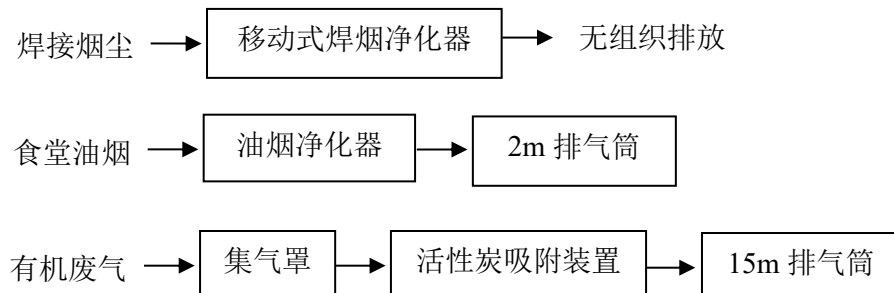 焊接烟尘 移动式焊烟净化器 无组织排放
食堂油烟 油烟净化器 2m 排气筒
有机废气 集气罩 活性炭吸附装置 15m 排气筒